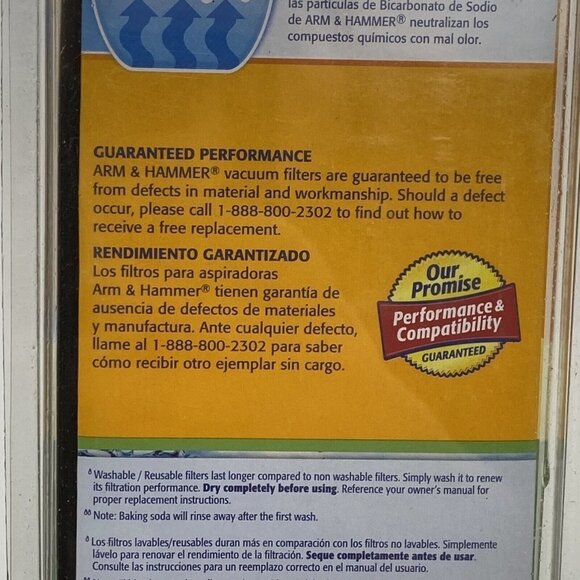 las partículas de Bicarbonato de Sodio
de ARM & HAMMER® neutralizan los
compuestos químicos con mal olor.
GUARANTEED PERFORMANCE
ARM & HAMMER® vacuum filters are guaranteed to be free
from defects in material and workmanship. Should a defect
occur, please call 1-888-800-2302 to find out how to
receive a free replacement.
RENDIMIENTO GARANTIZADO
Los filtros para aspiradoras
Arm & Hammer® tienen garantía de
ausencia de defectos de materiales
y manufactura. Ante cualquier defecto,
llame al 1-888-800-2302 para saber
cómo recibir otro ejemplar sin cargo.
Our
Promise
Performance &
Compatibility
GUARANTEED
◊ Washable / Reusable filters last longer compared to non washable filters. Simply wash it to renew
its filtration performance. Dry completely before using. Reference your owner's manual for
proper replacement instructions.
◊◊ Note: Baking soda will rinse away after the first wash.
◊ Los filtros lavables/reusables duran más en comparación con los filtros no lavables. Simplemente
lávelo para renovar el rendimiento de la filtración. Seque completamente antes de usar.
Consulte las instrucciones para un reemplazo correcto en el manual del usuario.